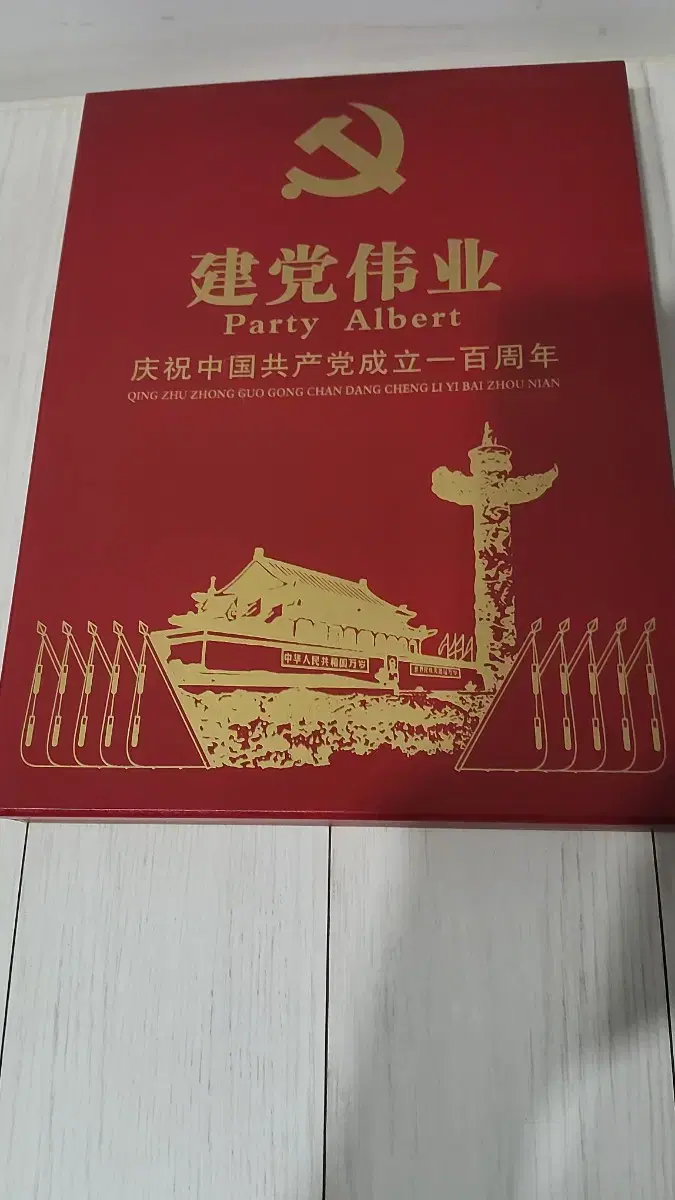 建党伟业
Party Albert
庆祝中国共产党成立一百周年
QING ZHU ZHONG GUO GONG CHAN DANG CHENG LI YI BAI ZHOU NIAN
中华人民共和国万岁